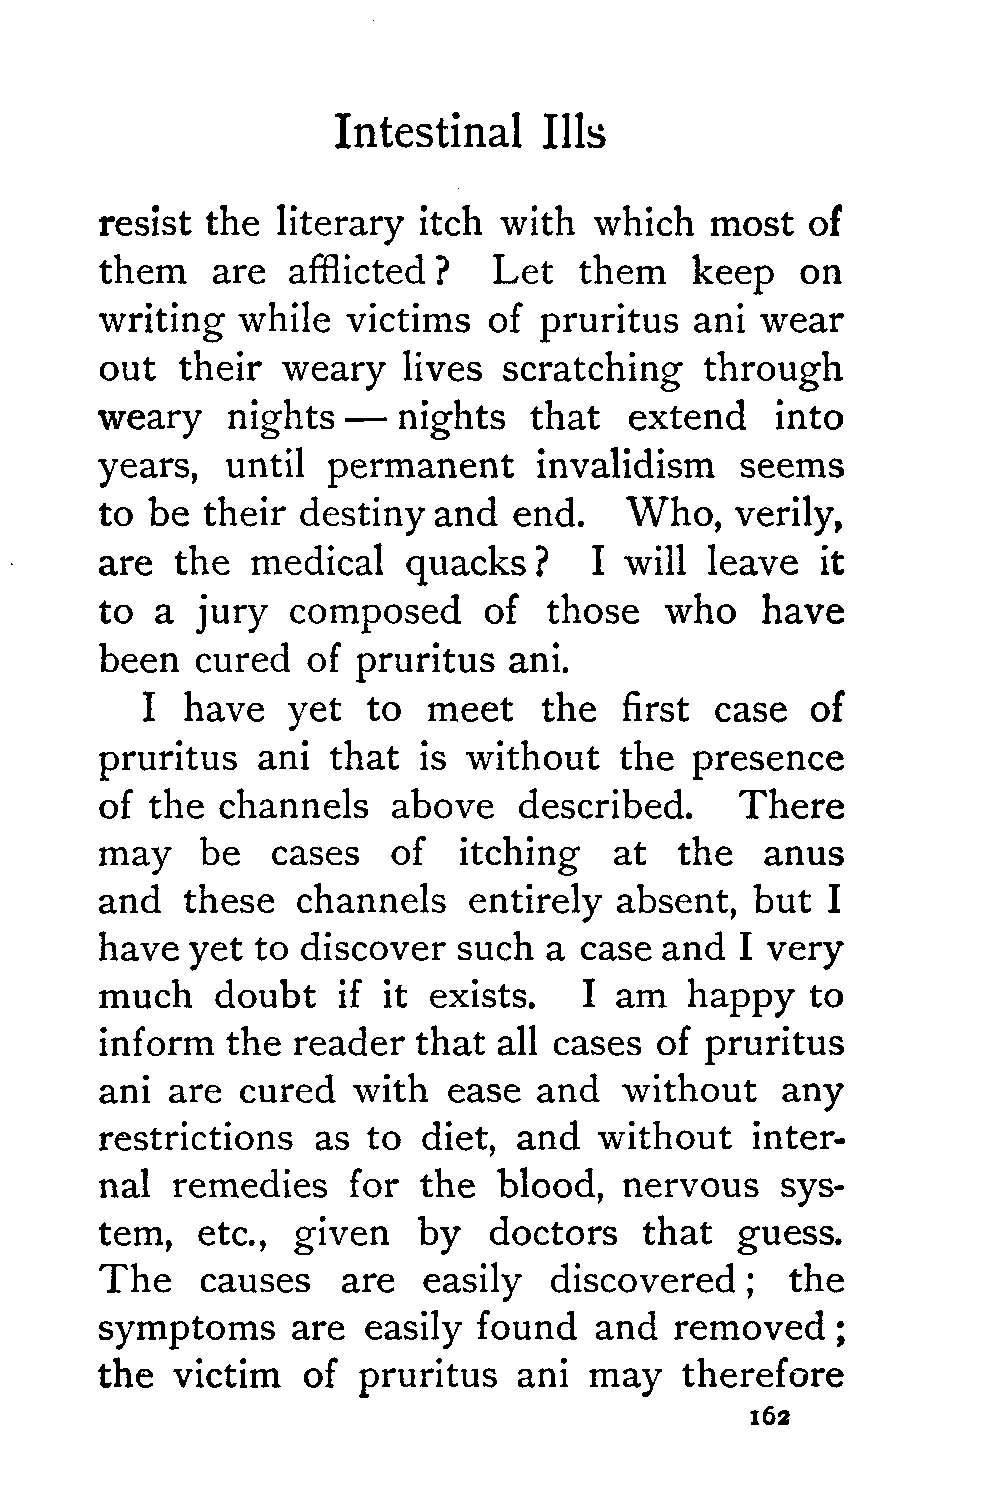 Intestinal Ills
resist the literary itch with which most of
them are afflicted? Let them keep on
writing while victims of pruritus ani wear
out their weary lives scratching through
weary nights — nights that extend into
years, until permanent invalidism seems
to be their destiny and end. Who, verily,
are the medical quacks? I will leave it
to a jury composed of those who have
been cured of pruritus ani.
I have yet to meet the first case of
pruritus ani that is without the presence
of the channels above described. There
may be cases of itching at the anus
and these channels entirely absent, but I
have yet to discover such a case and I very
much doubt if it exists. I am happy to
inform the reader that all cases of pruritus
ani are cured with ease and without any
restrictions as to diet, and without inter-
nal remedies for the blood, nervous sys-
tem, etc., given by doctors that guess.
The causes are easily discovered; the
symptoms are easily found and removed;
the victim of pruritus ani may therefore
162